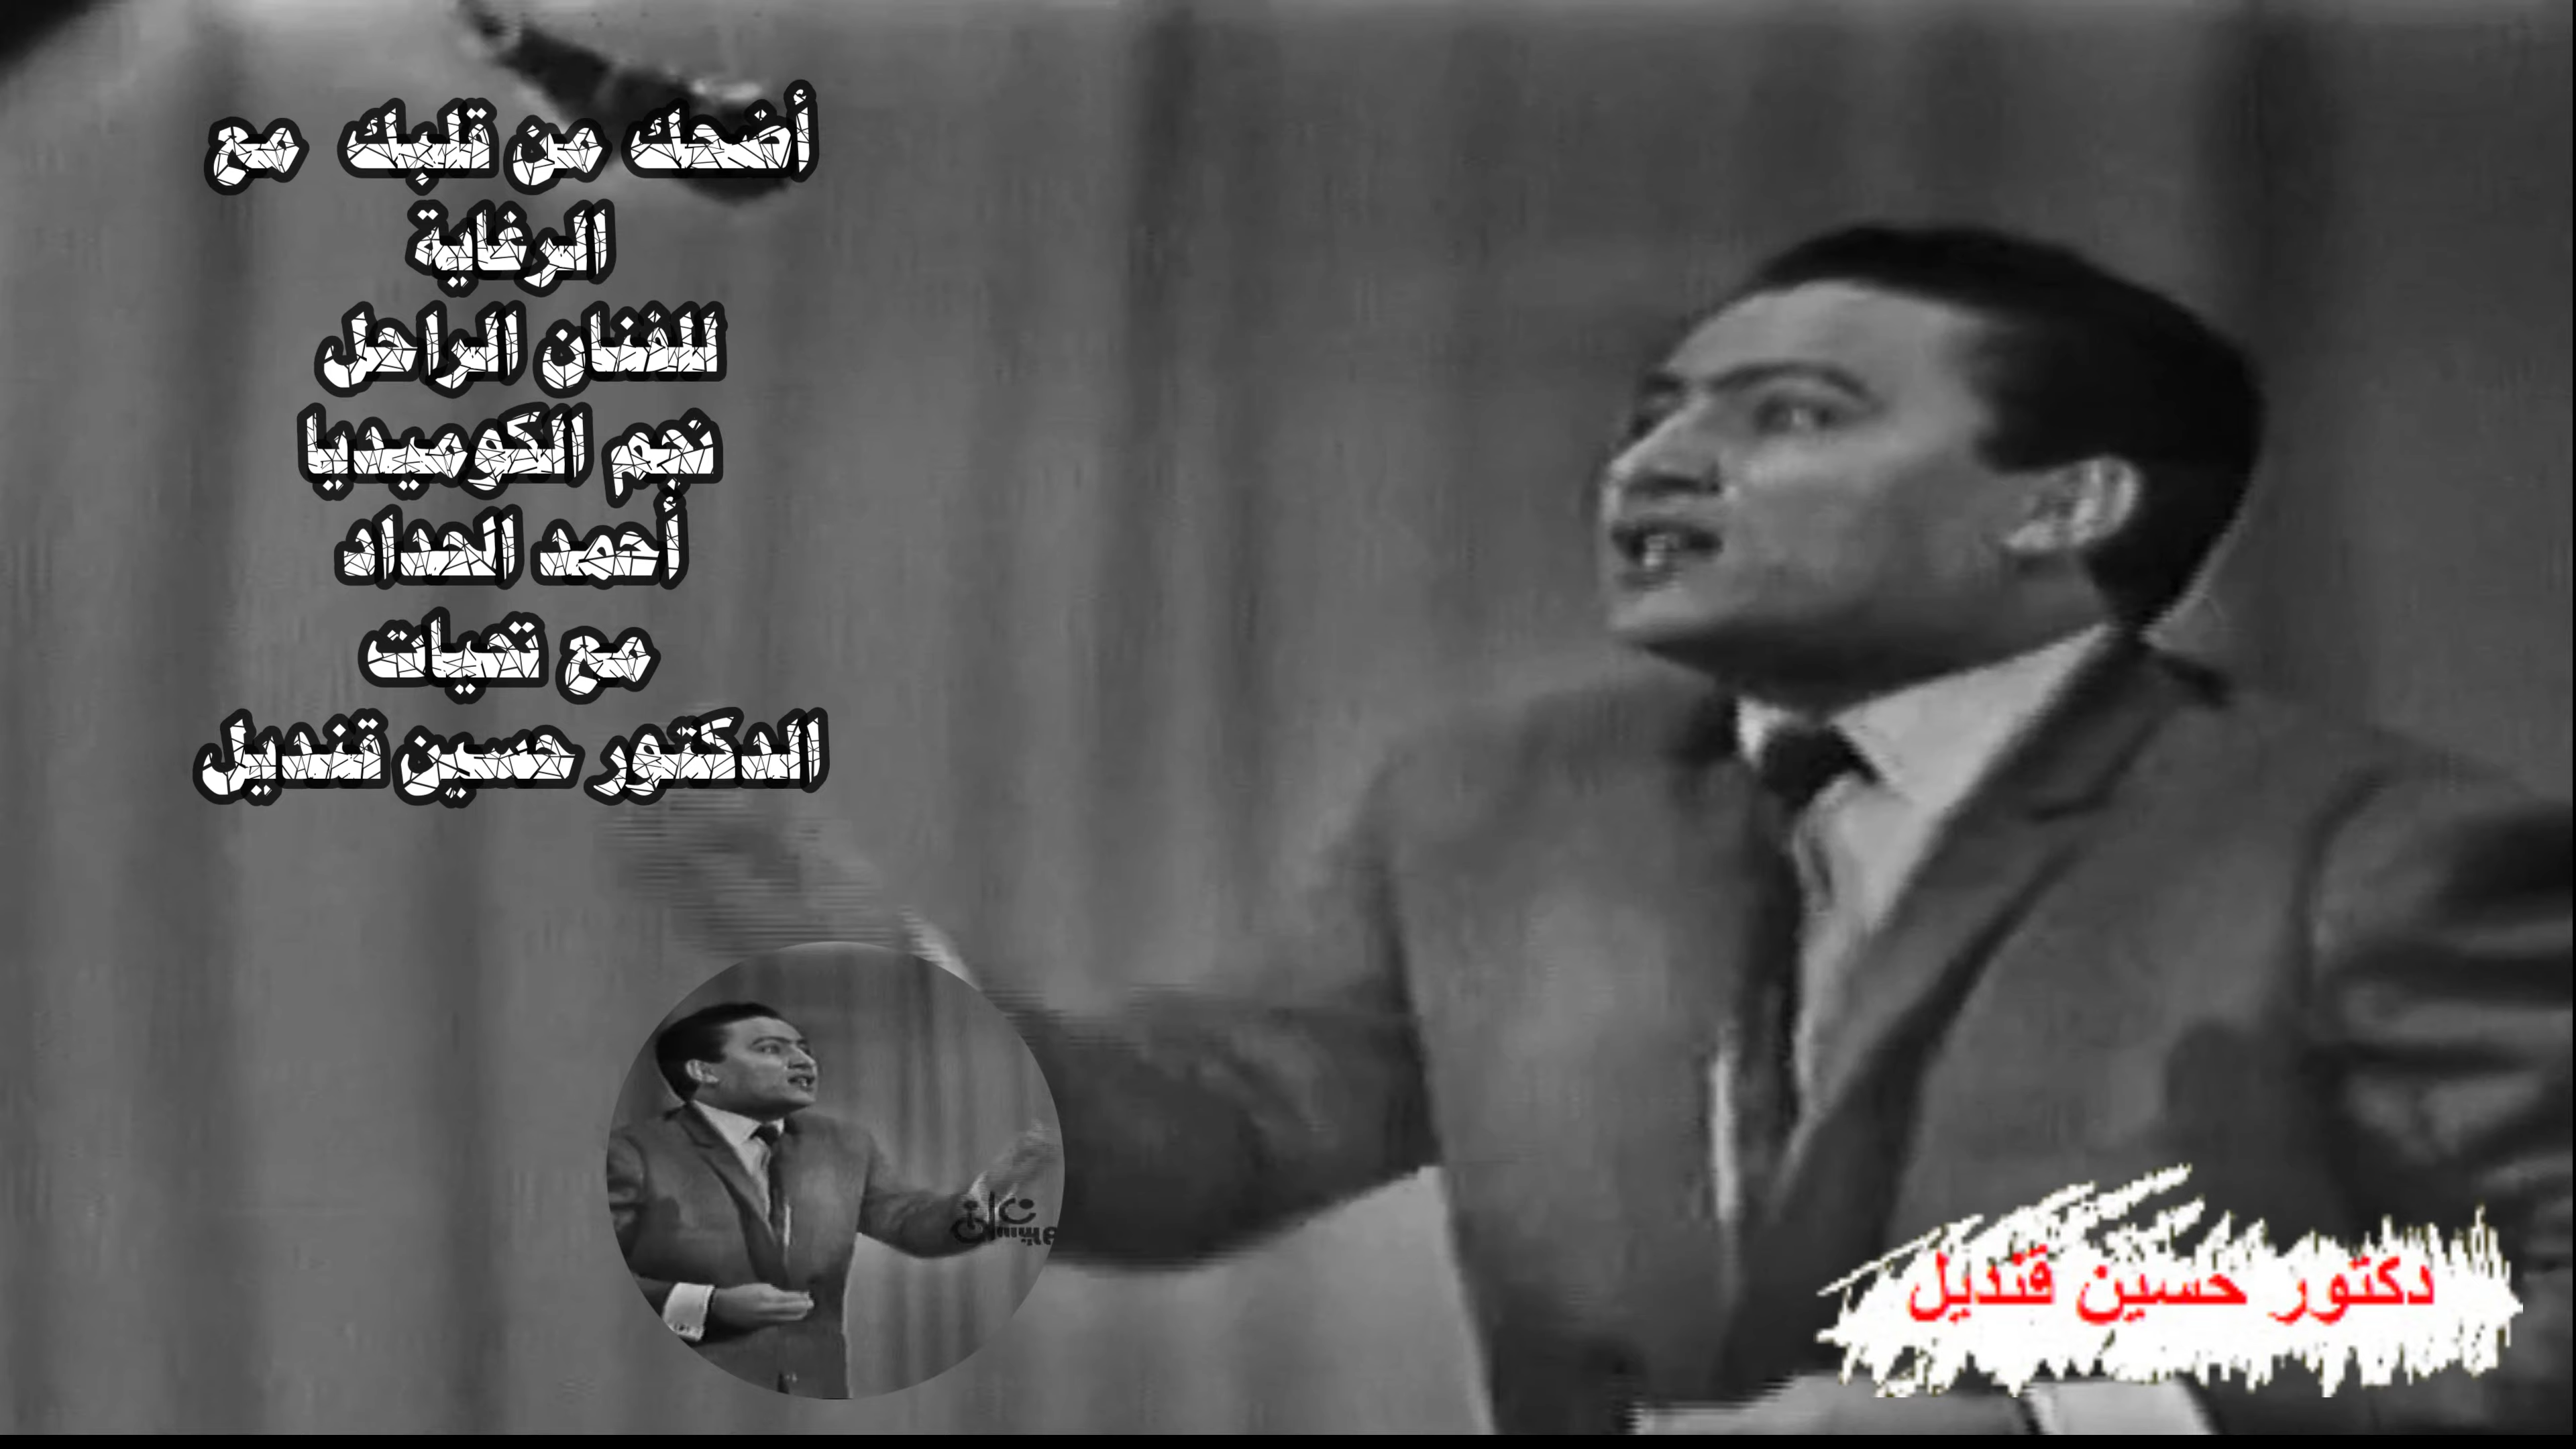 أضحك من قلبك مع
الرغاية
للفنان الراحل
نجم الكوميديا
أحمد الحداد
مع تحيات
الدكتور حسين قنديل
دكتور حسين قنديل